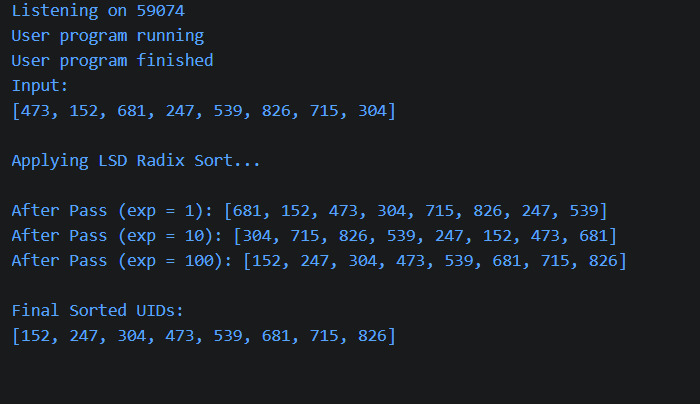 Listening on 59074
User program running
User program finished
Input:
[473, 152, 681, 247, 539, 826, 715, 304]
Applying LSD Radix Sort...
After Pass (exp = 1): [681, 152, 473, 304, 715, 826, 247, 539]
After Pass (exp = 10): [304, 715, 826, 539, 247, 152, 473, 681]
After Pass (exp = 100): [152, 247, 304, 473, 539, 681, 715, 826]
Final Sorted UIDs:
[152, 247, 304, 473, 539, 681, 715, 826]